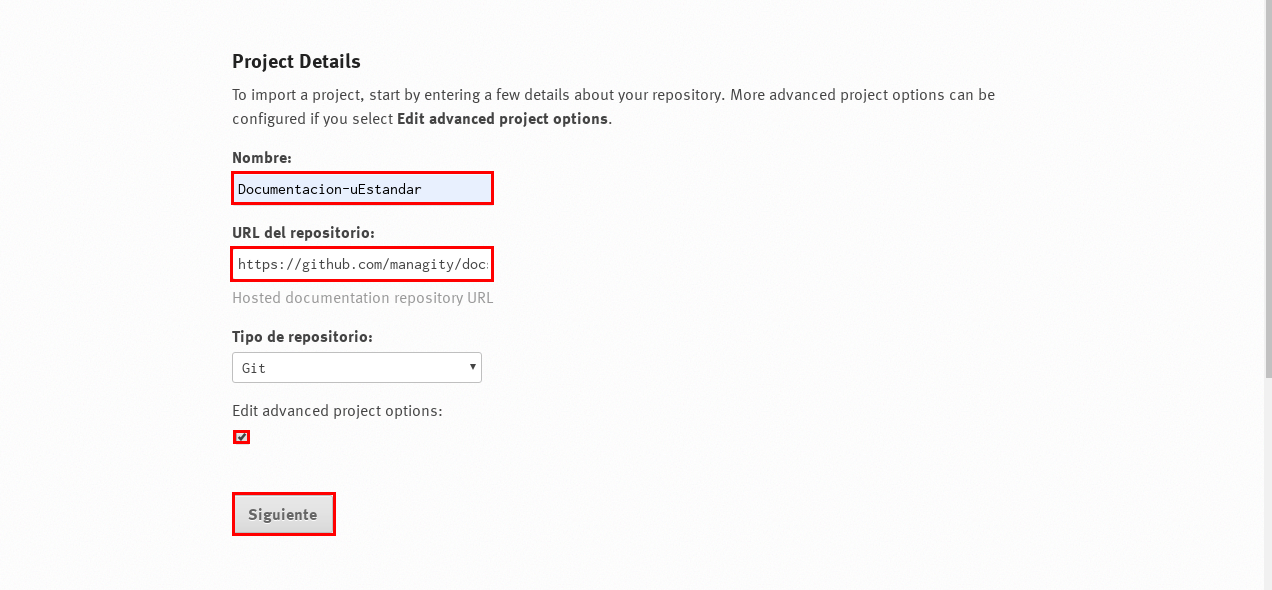 Project Details
To import a project, start by entering a few details about your repository. More advanced project options can be
configured if you select Edit advanced project options.
Nombre:
Documentacion-uEstandar
URL del repositorio:
https://github.com/managity/docs
Hosted documentation repository URL
Tipo de repositorio:
Git
Edit advanced project options:
Siguiente